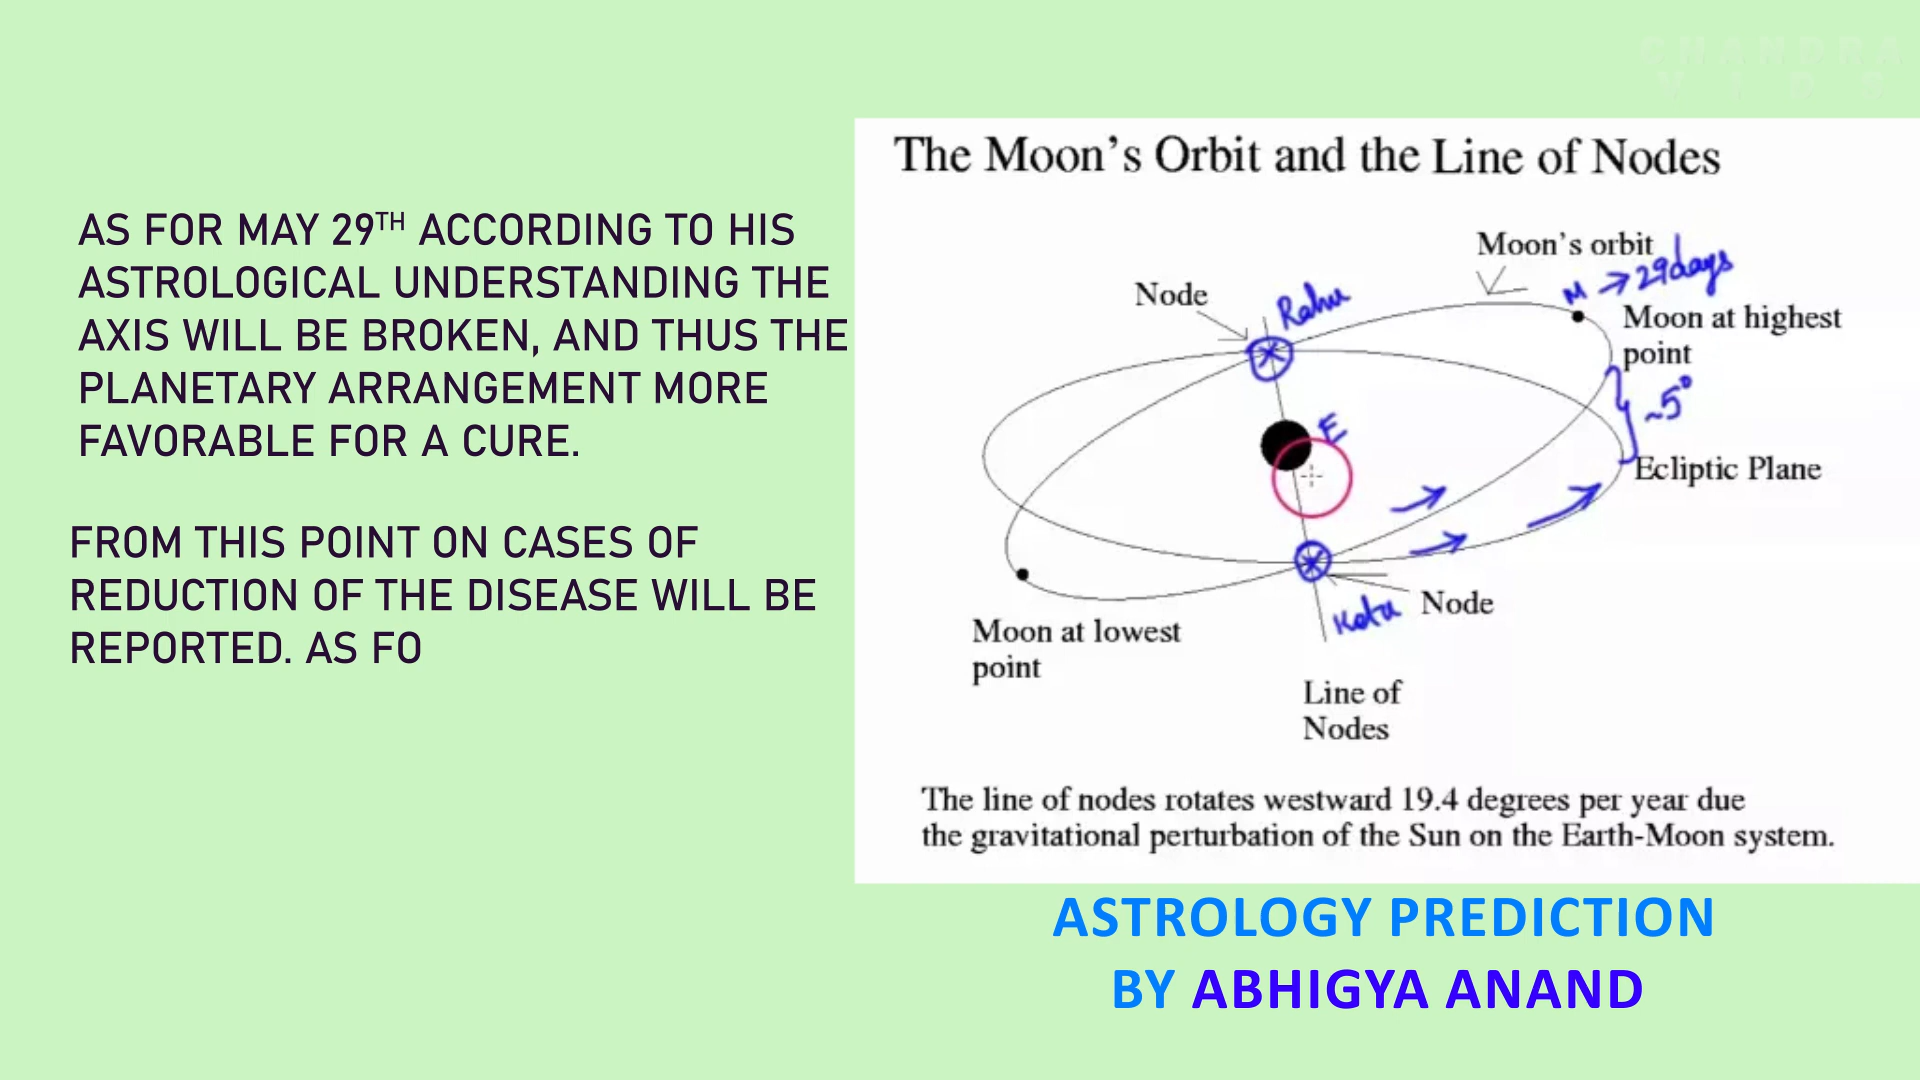 CHANDRA
VIDZ
AS FOR MAY 29TH ACCORDING TO HIS
ASTROLOGICAL UNDERSTANDING THE
AXIS WILL BE BROKEN, AND THUS THE
PLANETARY ARRANGEMENT MORE
FAVORABLE FOR A CURE.
FROM THIS POINT ON CASES OF
REDUCTION OF THE DISEASE WILL BE
REPORTED. AS FO
The Moon's Orbit and the Line of Nodes
Moon's orbit
M → 29days
Node
Rahu
Moon at highest
point
~5°
E
Ecliptic Plane
Node
Ketu
Moon at lowest
point
Line of
Nodes
The line of nodes rotates westward 19.4 degrees per year due
the gravitational perturbation of the Sun on the Earth-Moon system.
ASTROLOGY PREDICTION
BY ABHIGYA ANAND